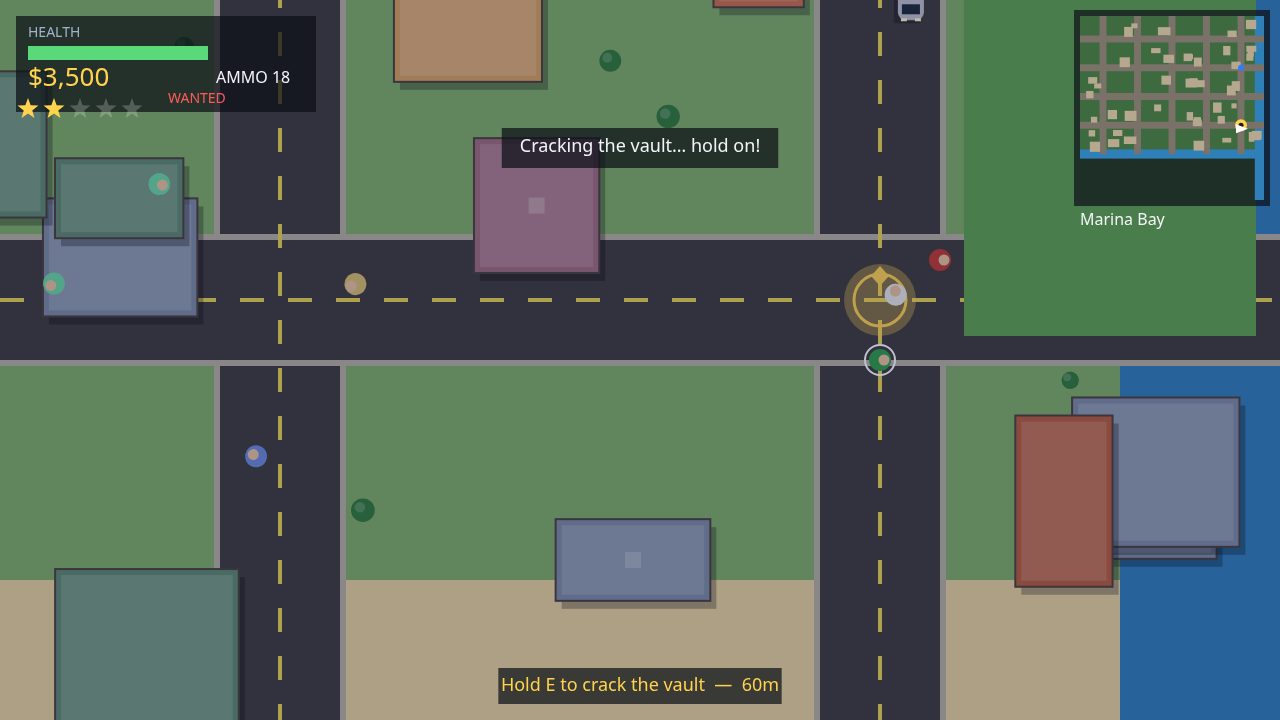 HEALTH
$3,500
AMMO 18
WANTED
Cracking the vault... hold on!
Marina Bay
Hold E to crack the vault — 60m